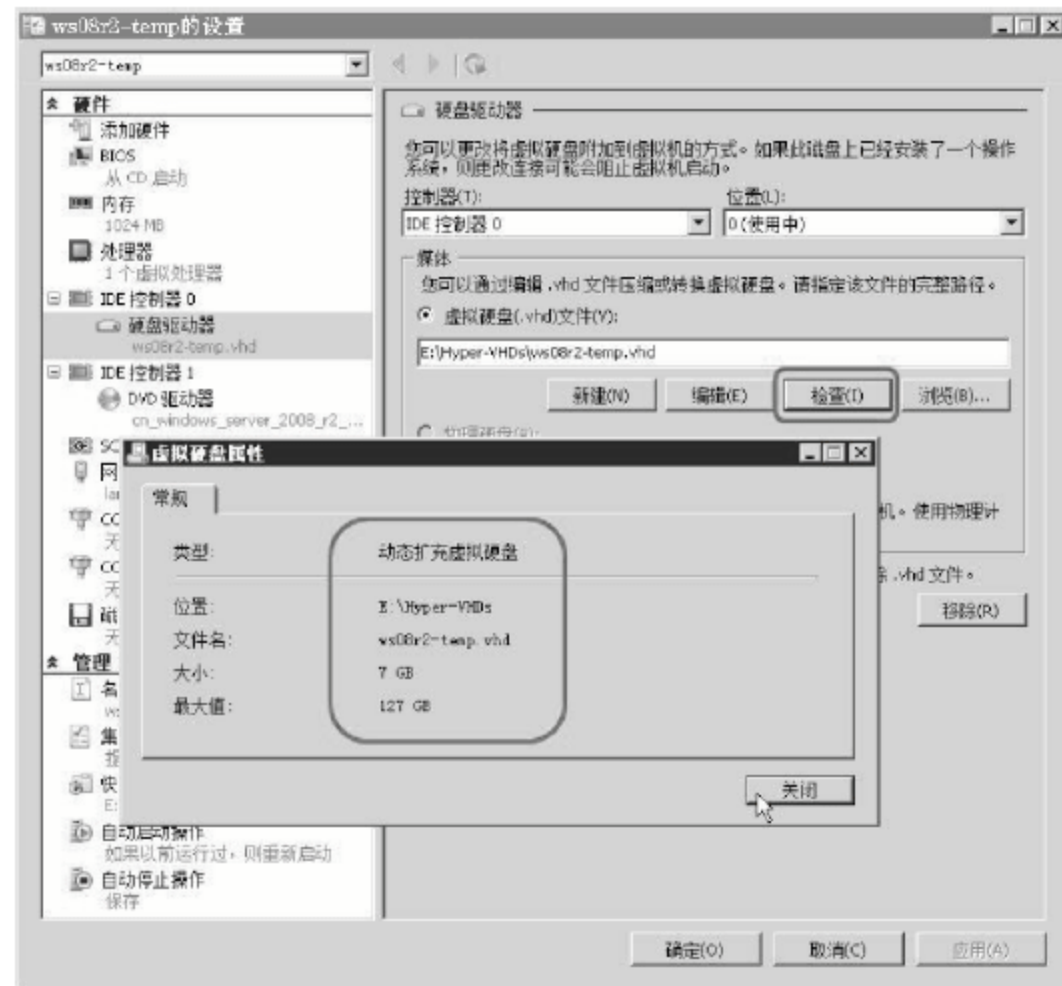 ws08r2-temp的设置
ws08r2-temp
硬件
添加硬件
BIOS
从 CD 启动
内存
1024 MB
处理器
1 个虚拟处理器
IDE 控制器 0
硬盘驱动器
ws08r2-temp.vhd
IDE 控制器 1
DVD 驱动器
cn_windows_server_2008_r2_...
SC
网
CO
无
CO
无
磁
无
管理
名
集
快
E:
自动启动操作
如果以前运行过，则重新启动
自动停止操作
保存
硬盘驱动器
您可以更改将虚拟硬盘附加到虚拟机的方式。如果此磁盘上已经安装了一个操作
系统，则更改连接可能会阻止虚拟机启动。
控制器(T):
位置(L):
IDE 控制器 0
0 (使用中)
媒体
您可以通过编辑 .vhd 文件压缩或转换虚拟硬盘。请指定该文件的完整路径。
虚拟硬盘(.vhd)文件(V):
E:\Hyper-VHDs\ws08r2-temp.vhd
新建(N)
编辑(E)
检查(I)
浏览(B)...
机。使用物理计
除 .vhd 文件。
移除(R)
虚拟硬盘属性
常规
类型:
动态扩充虚拟硬盘
位置:
E:\Hyper-VHDs
文件名:
ws08r2-temp.vhd
大小:
7 GB
最大值:
127 GB
关闭
确定(O)
取消(C)
应用(A)